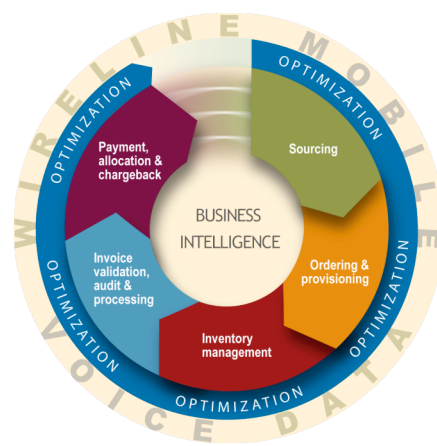 WIRELINE
MOBILE
VOICE
DATA
OPTIMIZATION
OPTIMIZATION
OPTIMIZATION
OPTIMIZATION
OPTIMIZATION
Sourcing
Ordering &
provisioning
Inventory
management
Invoice
validation,
audit &
processing
Payment,
allocation &
chargeback
BUSINESS
INTELLIGENCE